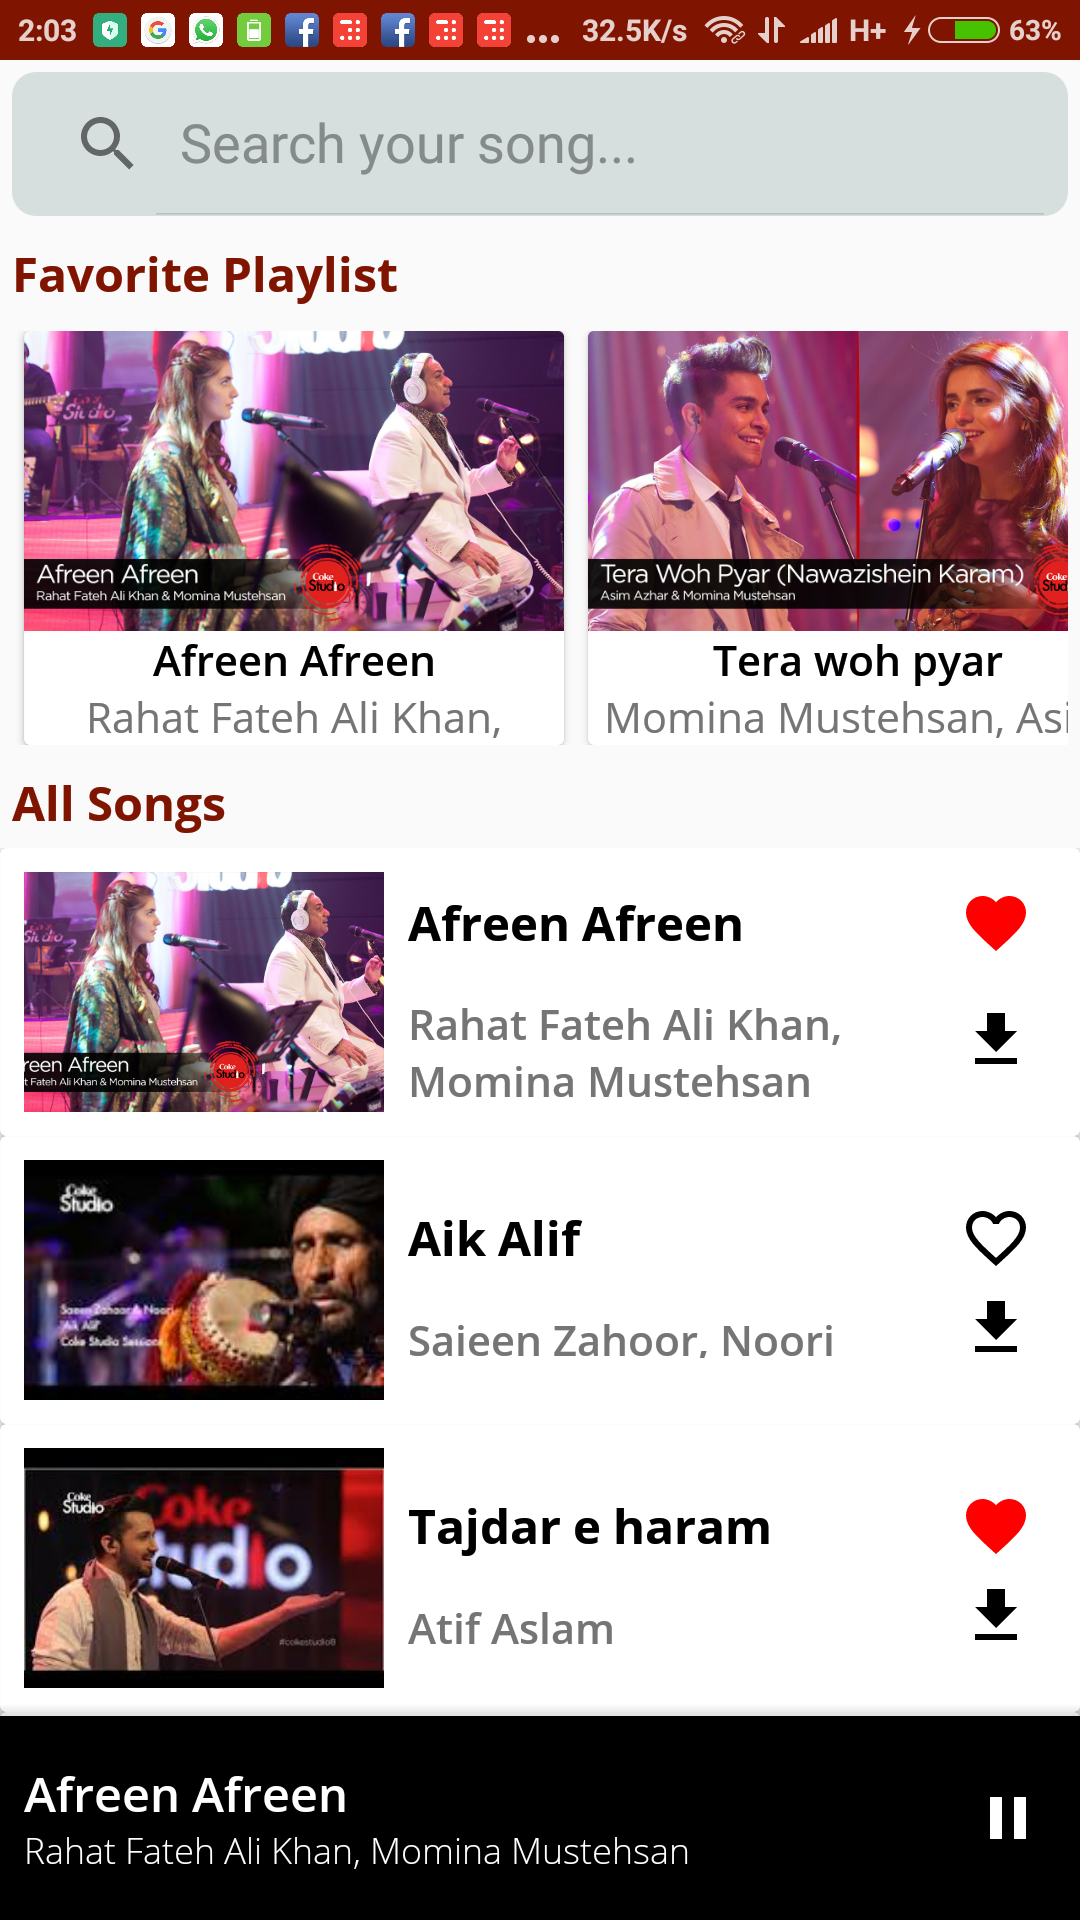 2:03 ... 32.5K/s H+ 63%
Search your song...
Favorite Playlist
Studio
Afreen Afreen
Rahat Fateh Ali Khan & Momina Mustehsan
Coke
Studio
Tera Woh Pyar (Nawazishein Karam)
Asim Azhar & Momina Mustehsan
Coke
Afreen Afreen
Tera woh pyar
Rahat Fateh Ali Khan,
Momina Mustehsan, Asi
All Songs
reen Afreen
t Fateh Ali Khan & Momina Mustehsan
Coke
Studio
Afreen Afreen
Rahat Fateh Ali Khan,
Momina Mustehsan
Coke
Studio
Saieen Zahoor & Noori
Aik Alif
Coke Studio Sessions
Aik Alif
Saieen Zahoor, Noori
Coke
Studio
Coke
udio
#cokestudio8
Tajdar e haram
Atif Aslam
Afreen Afreen
Rahat Fateh Ali Khan, Momina Mustehsan